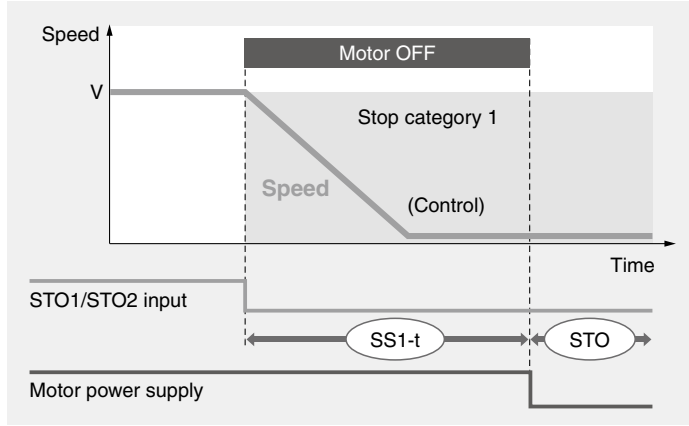 Speed
Motor OFF
V
Stop category 1
Speed
(Control)
Time
STO1/STO2 input
SS1-t
STO
Motor power supply